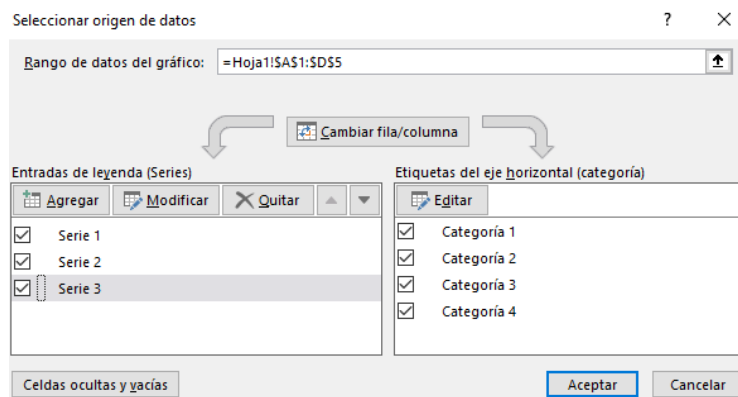 Seleccionar origen de datos
Rango de datos del gráfico: =Hoja1!$A$1:$D$5
Cambiar fila/columna
Entradas de leyenda (Series)
Agregar Modificar Quitar
Serie 1
Serie 2
Serie 3
Etiquetas del eje horizontal (categoría)
Editar
Categoría 1
Categoría 2
Categoría 3
Categoría 4
Celdas ocultas y vacías Aceptar Cancelar